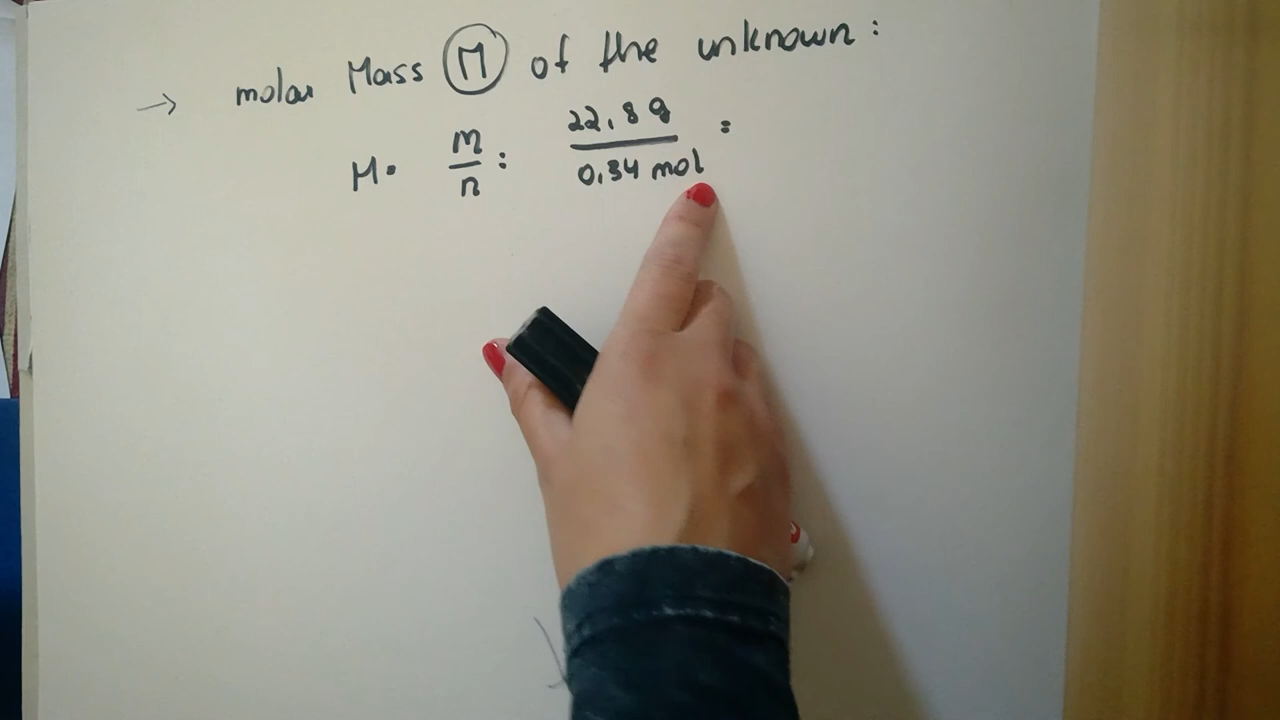 → molar Mass M of the unknown:
M = m/n = 22,8 g / 0,34 mol =